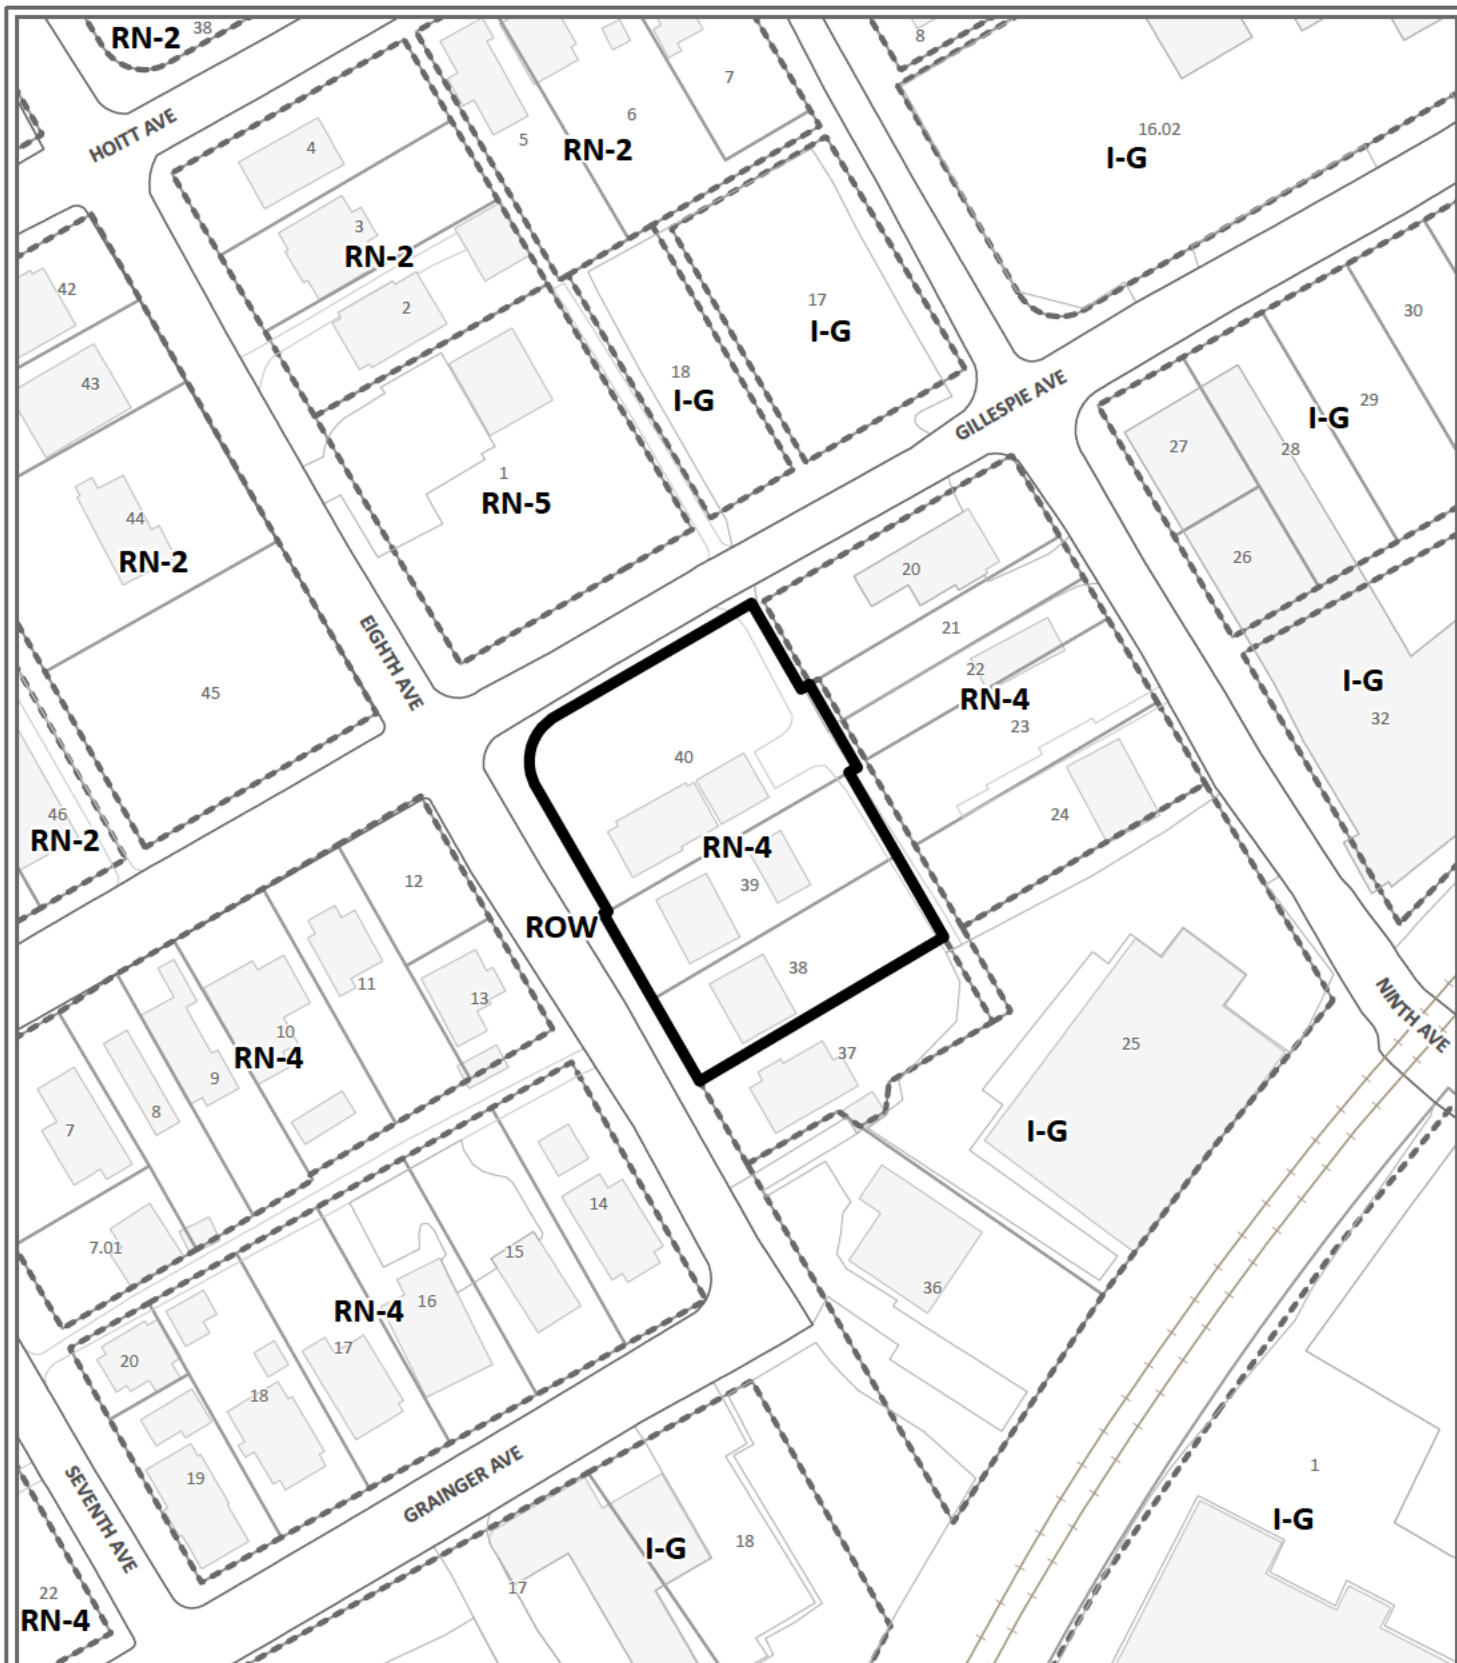 RN-2
38
8
7
HOITT AVE
6
16.02
4
5
RN-2
I-G
3
RN-2
42
2
17
30
I-G
18
43
GILLESPIE AVE
29
I-G
I-G
27
28
1
RN-5
44
RN-2
26
20
21
EIGHTH AVE
22
I-G
45
RN-4
32
23
40
46
24
RN-2
RN-4
12
39
ROW
38
11
13
NINTH AVE
10
25
37
RN-4
9
8
7
I-G
14
7.01
15
36
16
RN-4
17
20
18
1
19
SEVENTH AVE
GRAINGER AVE
I-G
18
I-G
17
22
RN-4